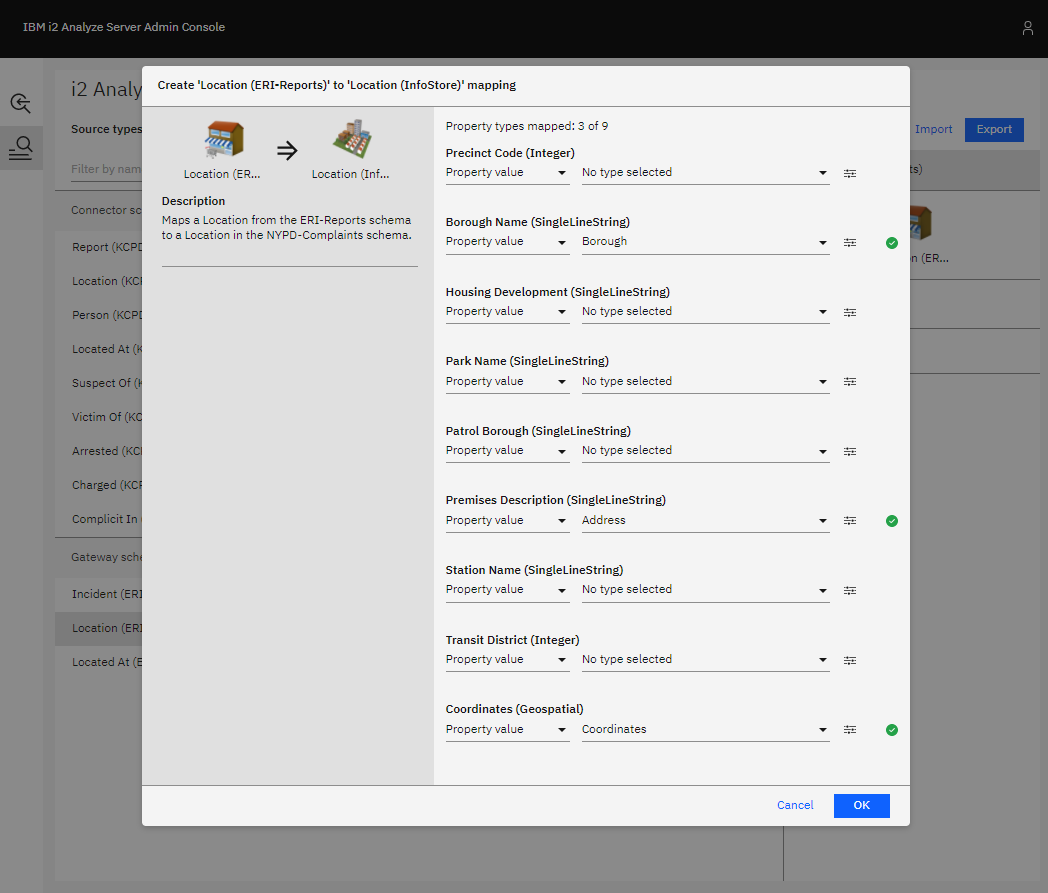 IBM i2 Analyze Server Admin Console
i2 Analy
Source types
Import
Export
Filter by nam
ts)
Connector sc
Report (KCPD
Location (KCP
Person (KCPD
Located At (K
Suspect Of (K
Victim Of (KC
Arrested (KCP
Charged (KCP
Complicit In
Gateway sche
Incident (ERI
Location (ERI
Located At (E
n (ER...
Create 'Location (ERI-Reports)' to 'Location (InfoStore)' mapping
Location (ER...
Location (Inf...
Description
Maps a Location from the ERI-Reports schema
to a Location in the NYPD-Complaints schema.
Property types mapped: 3 of 9
Precinct Code (Integer)
Property value No type selected
Borough Name (SingleLineString)
Property value Borough
Housing Development (SingleLineString)
Property value No type selected
Park Name (SingleLineString)
Property value No type selected
Patrol Borough (SingleLineString)
Property value No type selected
Premises Description (SingleLineString)
Property value Address
Station Name (SingleLineString)
Property value No type selected
Transit District (Integer)
Property value No type selected
Coordinates (Geospatial)
Property value Coordinates
Cancel OK